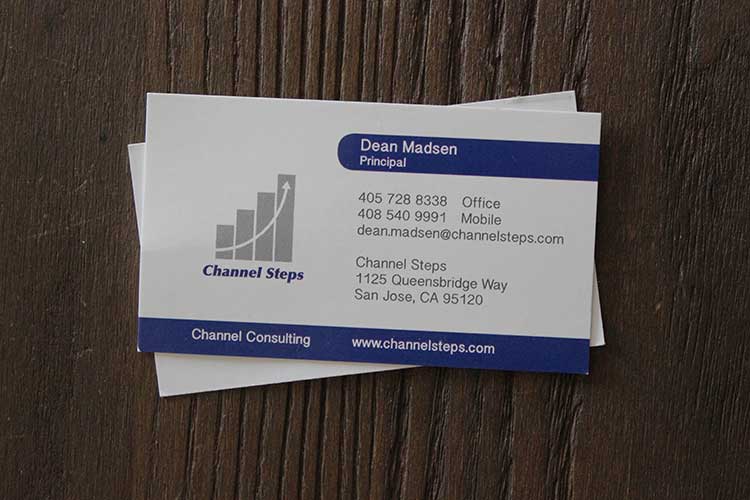 Dean Madsen
Principal
405 728 8338 Office
408 540 9991 Mobile
dean.madsen@channelsteps.com
Channel Steps
Channel Steps
1125 Queensbridge Way
San Jose, CA 95120
Channel Consulting www.channelsteps.com